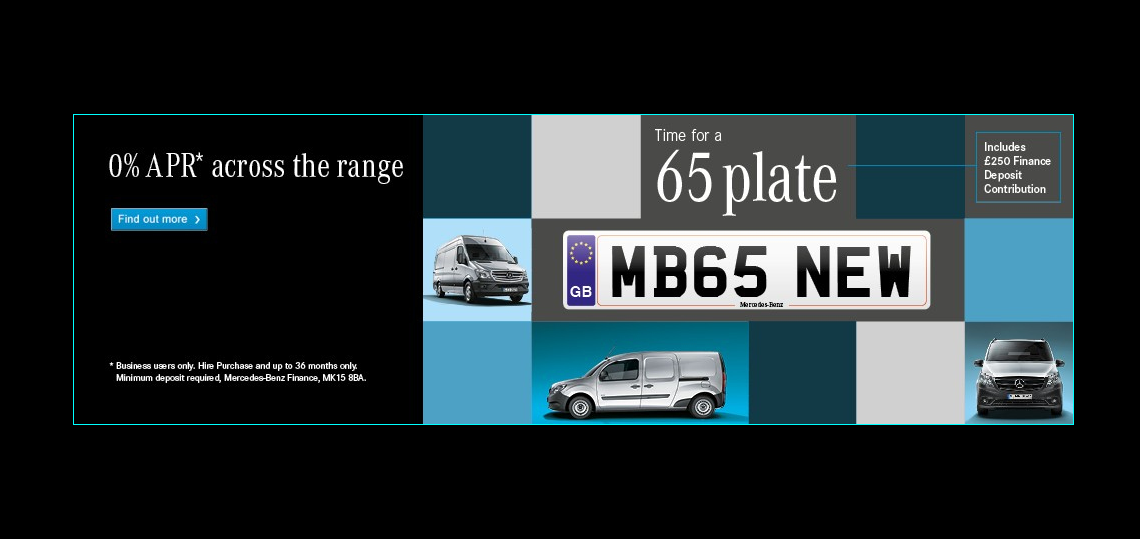 0% APR* across the range
Find out more
* Business users only. Hire Purchase and up to 36 months only.
Minimum deposit required, Mercedes-Benz Finance, MK15 8BA.
Time for a
65 plate
Includes
£250 Finance
Deposit
Contribution
GB
MB65 NEW
Mercedes-Benz